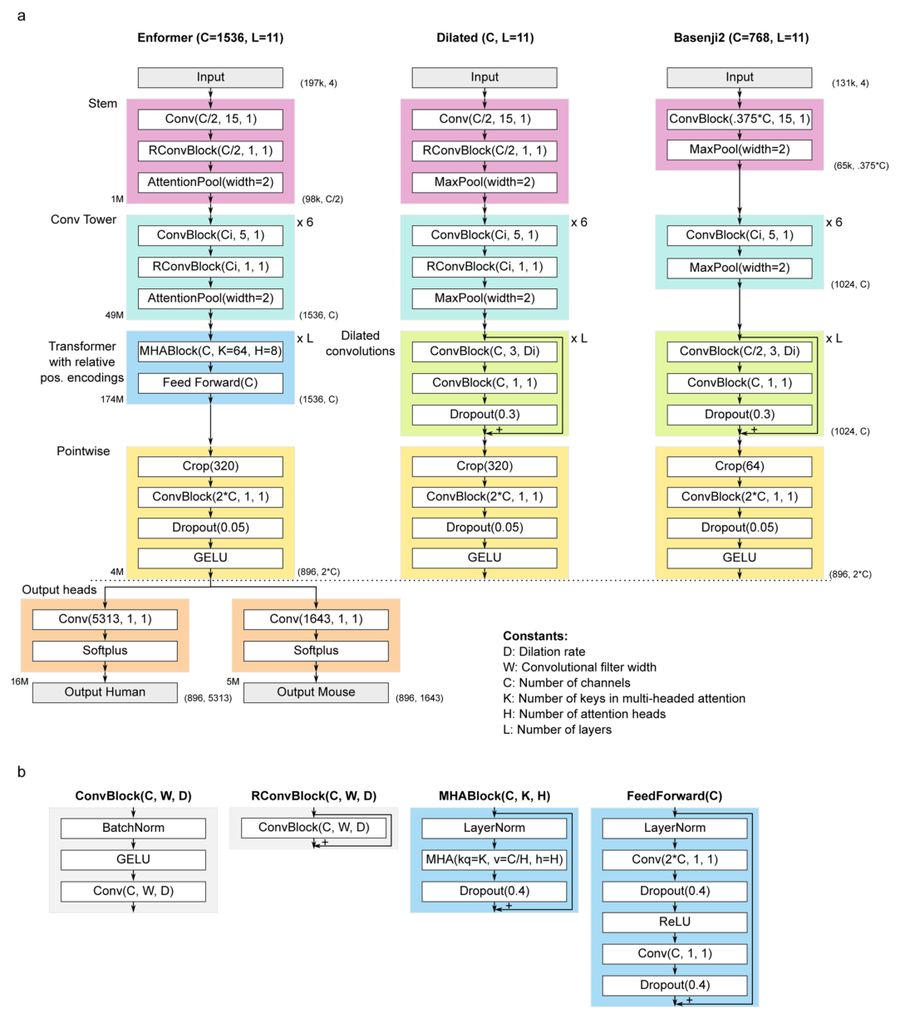 a
Enformer (C=1536, L=11)
Input
(197k, 4)
Stem
Conv(C/2, 15, 1)
RConvBlock(C/2, 1, 1)
AttentionPool(width=2)
1M
(98k, C/2)
Conv Tower
x 6
ConvBlock(Ci, 5, 1)
RConvBlock(Ci, 1, 1)
AttentionPool(width=2)
49M
(1536, C)
Transformer
with relative
pos. encodings
x L
MHABlock(C, K=64, H=8)
Feed Forward(C)
174M
(1536, C)
Pointwise
Crop(320)
ConvBlock(2*C, 1, 1)
Dropout(0.05)
GELU
4M
(896, 2*C)
Output heads
Conv(5313, 1, 1)
Softplus
16M
Output Human
(896, 5313)
Conv(1643, 1, 1)
Softplus
5M
Output Mouse
(896, 1643)
Dilated (C, L=11)
Input
Conv(C/2, 15, 1)
RConvBlock(C/2, 1, 1)
MaxPool(width=2)
x 6
ConvBlock(Ci, 5, 1)
RConvBlock(Ci, 1, 1)
MaxPool(width=2)
Dilated
convolutions
x L
ConvBlock(C, 3, Di)
ConvBlock(C, 1, 1)
Dropout(0.3)
+
Crop(320)
ConvBlock(2*C, 1, 1)
Dropout(0.05)
GELU
Basenji2 (C=768, L=11)
Input
(131k, 4)
ConvBlock(.375*C, 15, 1)
MaxPool(width=2)
(65k, .375*C)
x 6
ConvBlock(Ci, 5, 1)
MaxPool(width=2)
(1024, C)
x L
ConvBlock(C/2, 3, Di)
ConvBlock(C, 1, 1)
Dropout(0.3)
+
(1024, C)
Crop(64)
ConvBlock(2*C, 1, 1)
Dropout(0.05)
GELU
(896, 2*C)
Constants:
D: Dilation rate
W: Convolutional filter width
C: Number of channels
K: Number of keys in multi-headed attention
H: Number of attention heads
L: Number of layers
b
ConvBlock(C, W, D)
BatchNorm
GELU
Conv(C, W, D)
RConvBlock(C, W, D)
ConvBlock(C, W, D)
+
MHABlock(C, K, H)
LayerNorm
MHA(kq=K, v=C/H, h=H)
Dropout(0.4)
+
FeedForward(C)
LayerNorm
Conv(2*C, 1, 1)
Dropout(0.4)
ReLU
Conv(C, 1, 1)
Dropout(0.4)
+